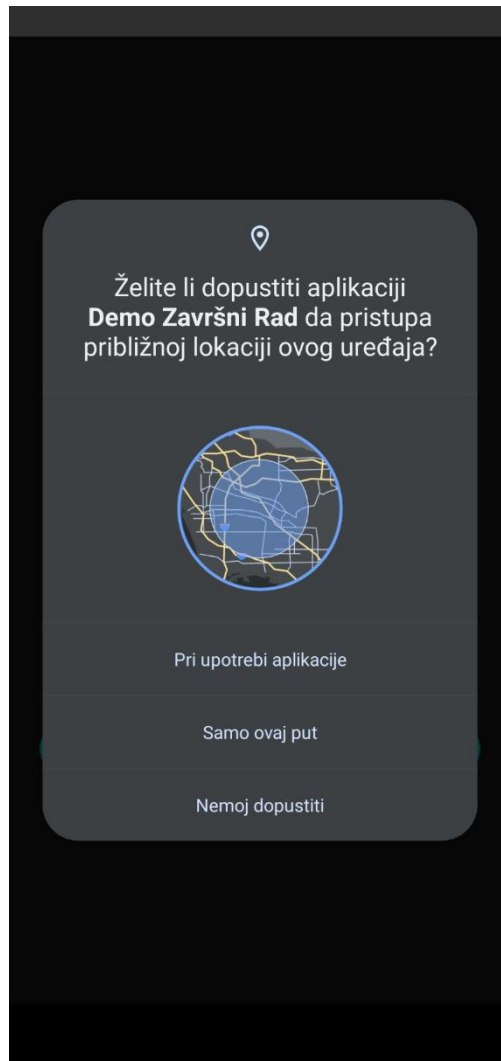 Želite li dopustiti aplikaciji
Demo Završni Rad da pristupa
približnoj lokaciji ovog uređaja?
Pri upotrebi aplikacije
Samo ovaj put
Nemoj dopustiti